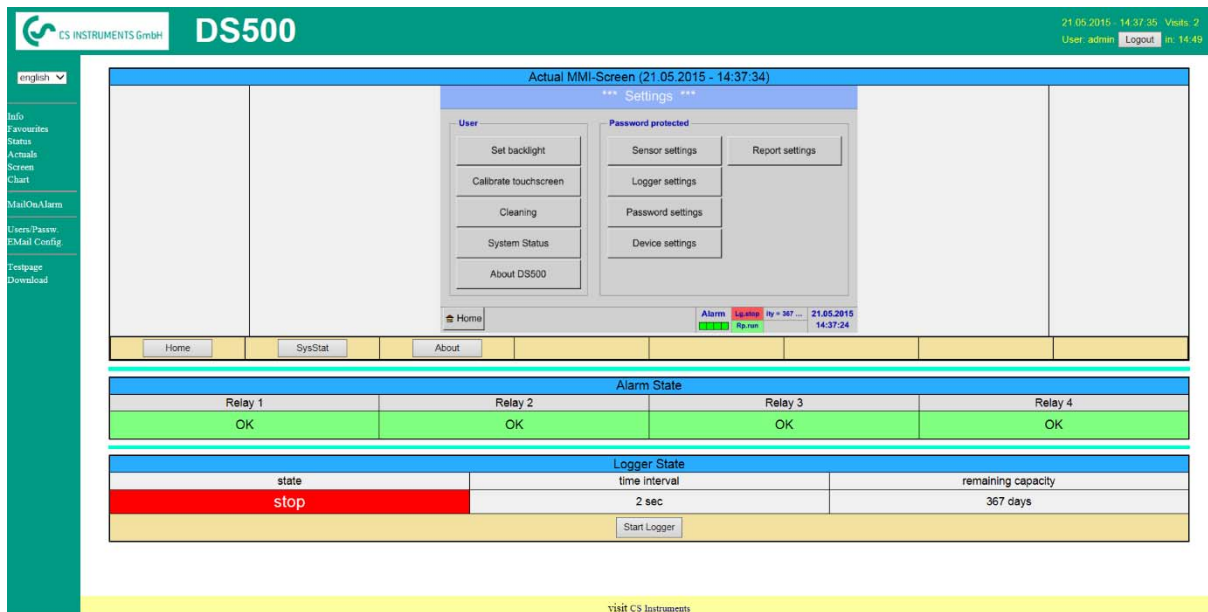 CS INSTRUMENTS GmbH
DS500
21.05.2015 - 14:37:35 Visits: 2
User: admin Logout in: 14:49
english
Info
Favourites
Status
Actuals
Screen
Chart
MailOnAlarm
Users/Passw.
EMail Config.
Testpage
Download
Actual MMI-Screen (21.05.2015 - 14:37:34)
*** Settings ***
User
Password protected
Set backlight
Sensor settings
Report settings
Calibrate touchscreen
Logger settings
Cleaning
Password settings
System Status
Device settings
About DS500
Home
Alarm Lg.stop ity = 367 ... 21.05.2015
Rp.run 14:37:24
Home SysStat About
Alarm State
Relay 1 Relay 2 Relay 3 Relay 4
OK OK OK OK
Logger State
state time interval remaining capacity
stop 2 sec 367 days
Start Logger
visit CS Instruments